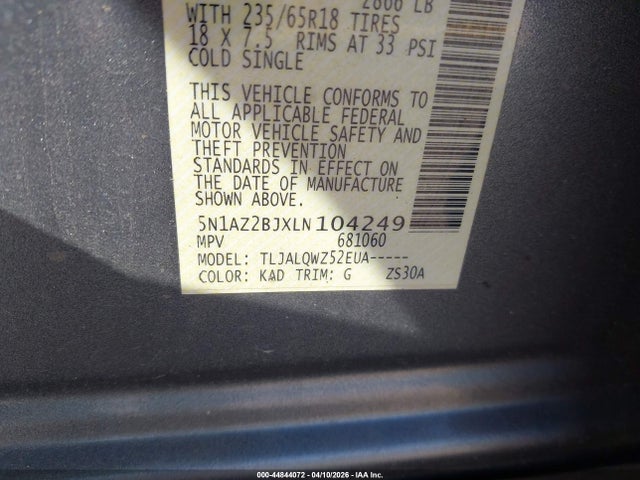 2806 LB
WITH 235/65R18 TIRES
18 X 7.5 RIMS AT 33 PSI
COLD SINGLE
THIS VEHICLE CONFORMS TO
ALL APPLICABLE FEDERAL
MOTOR VEHICLE SAFETY AND
THEFT PREVENTION
STANDARDS IN EFFECT ON
THE DATE OF MANUFACTURE
SHOWN ABOVE.
5N1AZ2BJXLN104249
MPV 681060
MODEL: TLJALQWZ52EUA-----
COLOR: KAD TRIM: G ZS30A
000-44844072 - 04/10/2026 - IAA Inc.